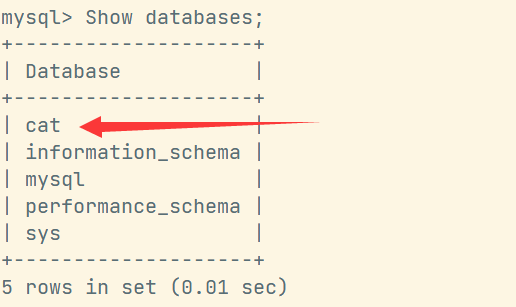 mysql> Show databases;
+--------------------+
| Database           |
+--------------------+
| cat                |
| information_schema |
| mysql              |
| performance_schema |
| sys                |
+--------------------+
5 rows in set (0.01 sec)